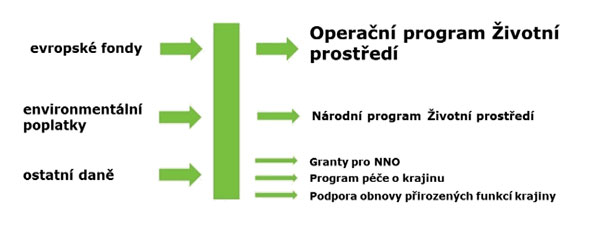 evropské fondy
Operační program Životní
prostředí
environmentální
poplatky
Národní program Životní prostředí
ostatní daně
Granty pro NNO
Program péče o krajinu
Podpora obnovy přirozených funkcí krajiny